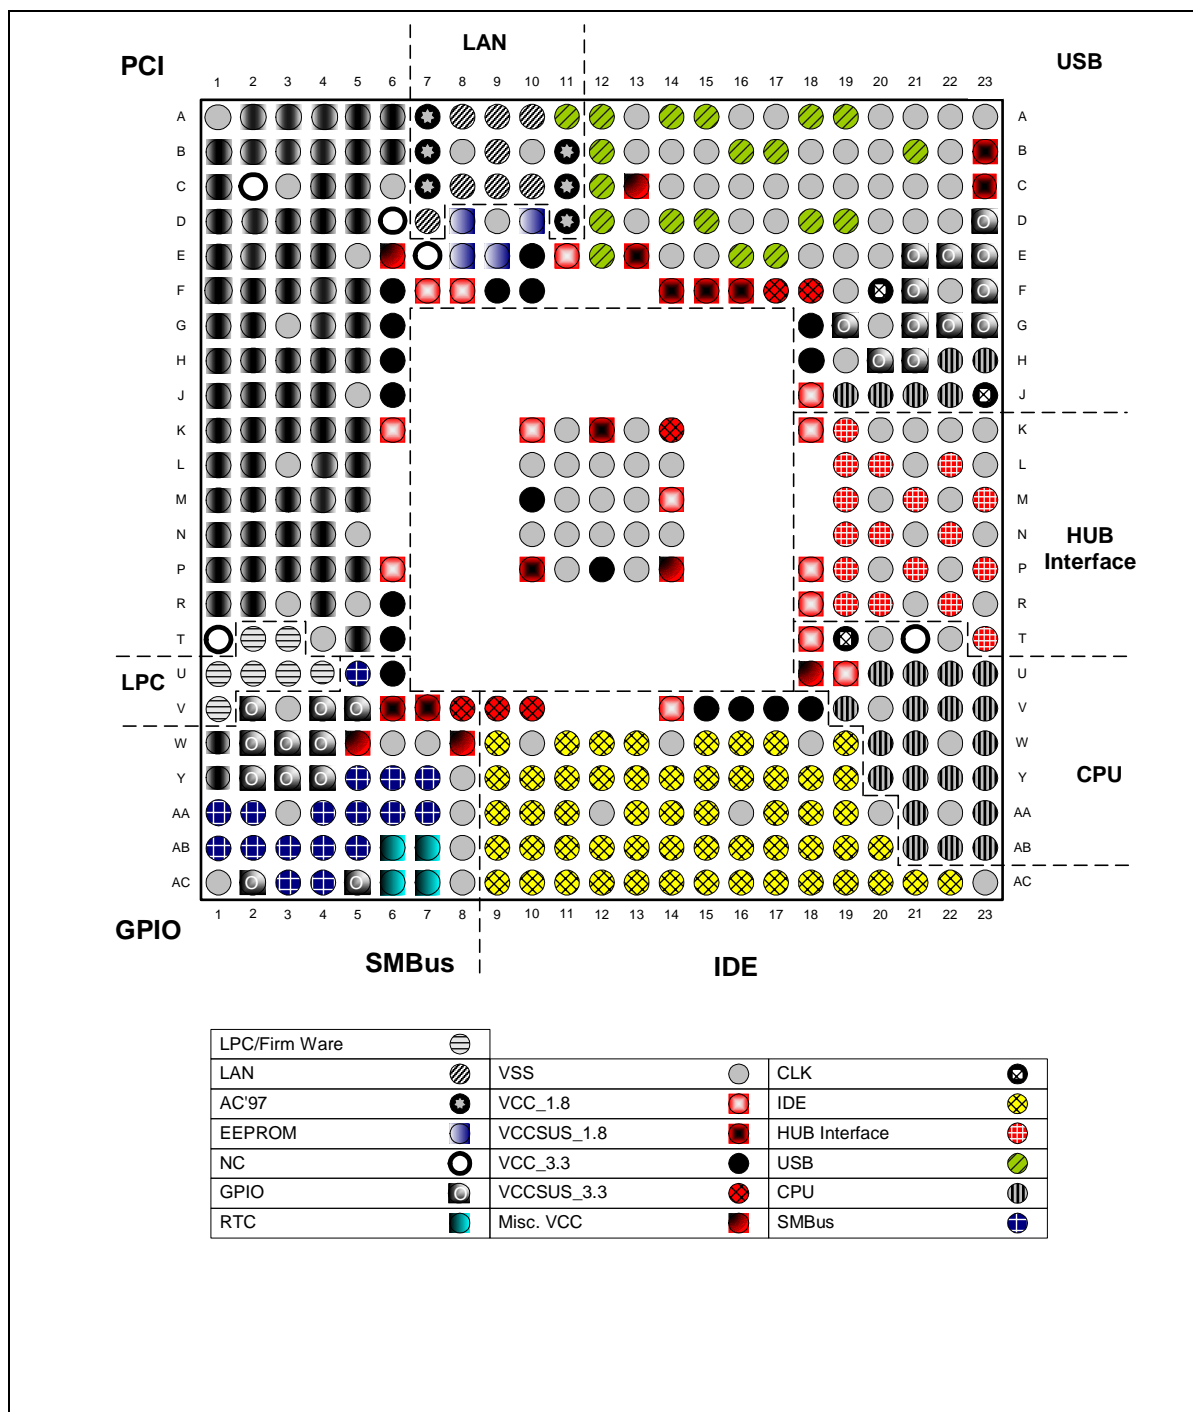 LAN
PCI
USB
1 2 3 4 5 6 7 8 9 10 11 12 13 14 15 16 17 18 19 20 21 22 23
A A
B B
C C
D O D
E O O O E
F O O F
G O O O O G
H O O H
J J
K K
L L
M M
N N
HUB
Interface
P P
R R
T T
LPC
U U
V O O O V
W O O O W
Y O O O Y
CPU
AA AA
AB AB
AC O O AC
1 2 3 4 5 6 7 8 9 10 11 12 13 14 15 16 17 18 19 20 21 22 23
GPIO
SMBus
IDE
LPC/Firm Ware
LAN VSS CLK
AC'97 VCC_1.8 IDE
EEPROM VCCSUS_1.8 HUB Interface
NC VCC_3.3 USB
GPIO O VCCSUS_3.3 CPU
RTC Misc. VCC SMBus